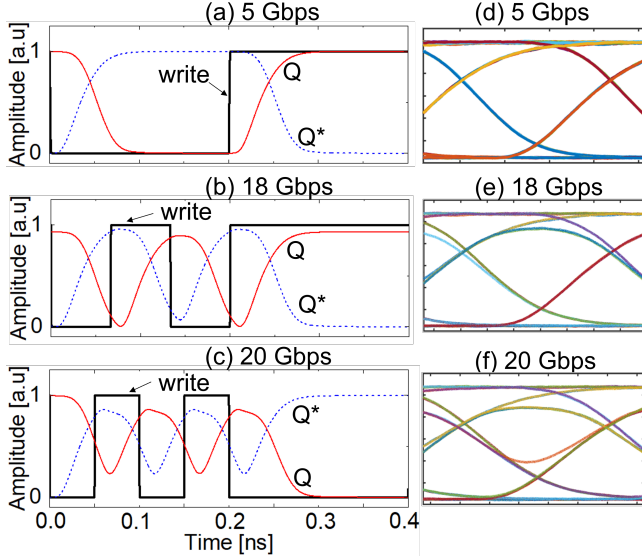 (a) 5 Gbps
(d) 5 Gbps
Amplitude [a.u]
1
0
write
Q
Q*
(b) 18 Gbps
(e) 18 Gbps
Amplitude [a.u]
1
0
write
Q
Q*
(c) 20 Gbps
(f) 20 Gbps
Amplitude [a.u]
1
0
write
Q*
Q
0.0 0.1 0.2 0.3 0.4
Time [ns]